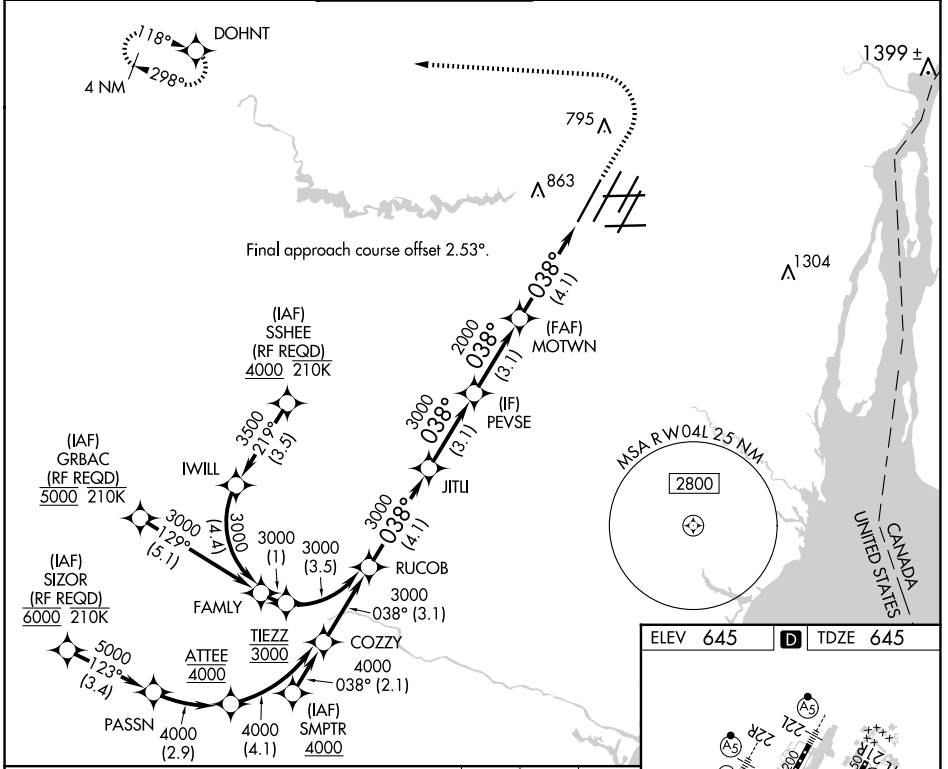 118°
DOHNT
298°
4 NM
1399 ±
795
863
Final approach course offset 2.53°.
1304
038°
(4.1)
(FAF)
MOTWN
2000
038°
(3.1)
(IF)
PEVSE
3000
038°
(3.1)
JITLI
3000
038°
(4.1)
RUCOB
(IAF)
SSHEE
(RF REQD)
4000 210K
3500
219°
(3.5)
IWILL
3000
(4.4)
(IAF)
GRBAC
(RF REQD)
5000 210K
3000
129°
(5.1)
3000
(1)
3000
(3.5)
FAMLY
TIEZZ
3000
3000
038° (3.1)
COZZY
4000
038° (2.1)
(IAF)
SIZOR
(RF REQD)
6000 210K
5000
123°
(3.4)
ATTEE
4000
PASSN
4000
(2.9)
4000
(4.1)
(IAF)
SMPTR
4000
MSA RW04L 25 NM
2800
CANADA
UNITED STATES
ELEV 645
D
TDZE 645
A5
22R
A5
22L